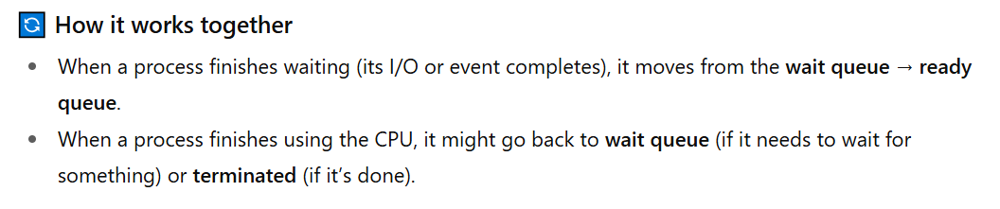 🔄 How it works together
• When a process finishes waiting (its I/O or event completes), it moves from the wait queue → ready
queue.
• When a process finishes using the CPU, it might go back to wait queue (if it needs to wait for
something) or terminated (if it’s done).